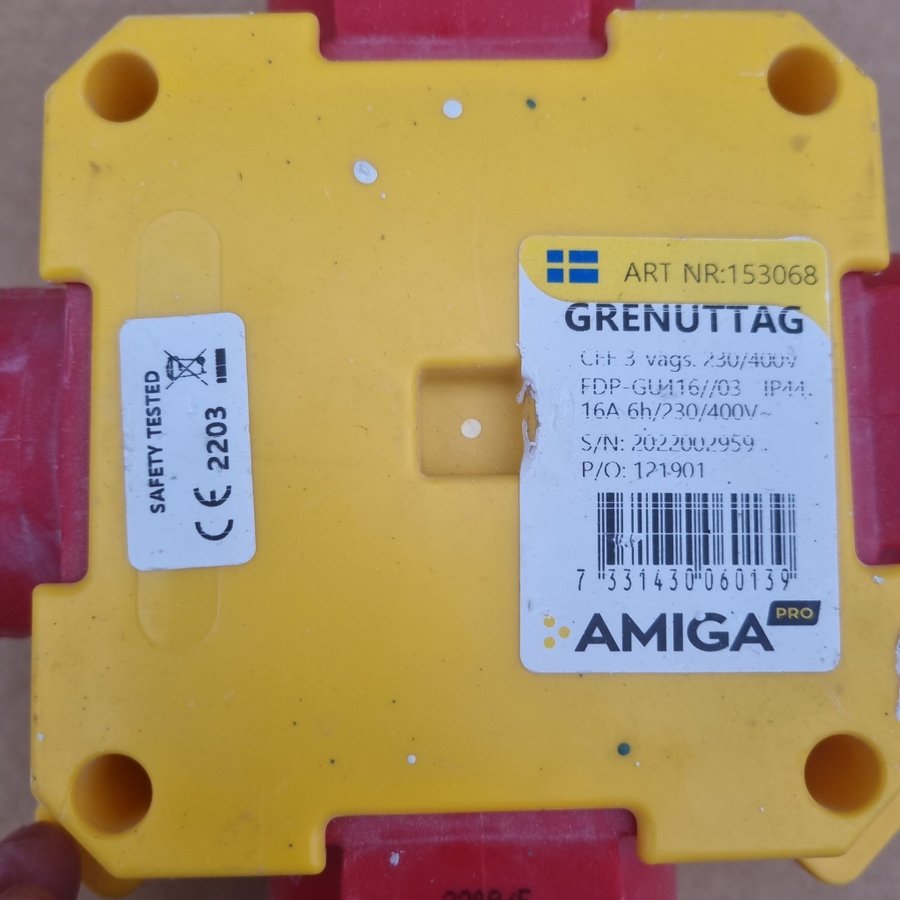 SAFETY TESTED
CE 2203
ART NR:153068
GRENUTTAG
CEE 3 vägs. 230/400V
FDP-GU416//03 IP44.
16A 6h/230/400V~
S/N: 2022002959
P/O: 121901
7 331430 060139
AMIGA PRO